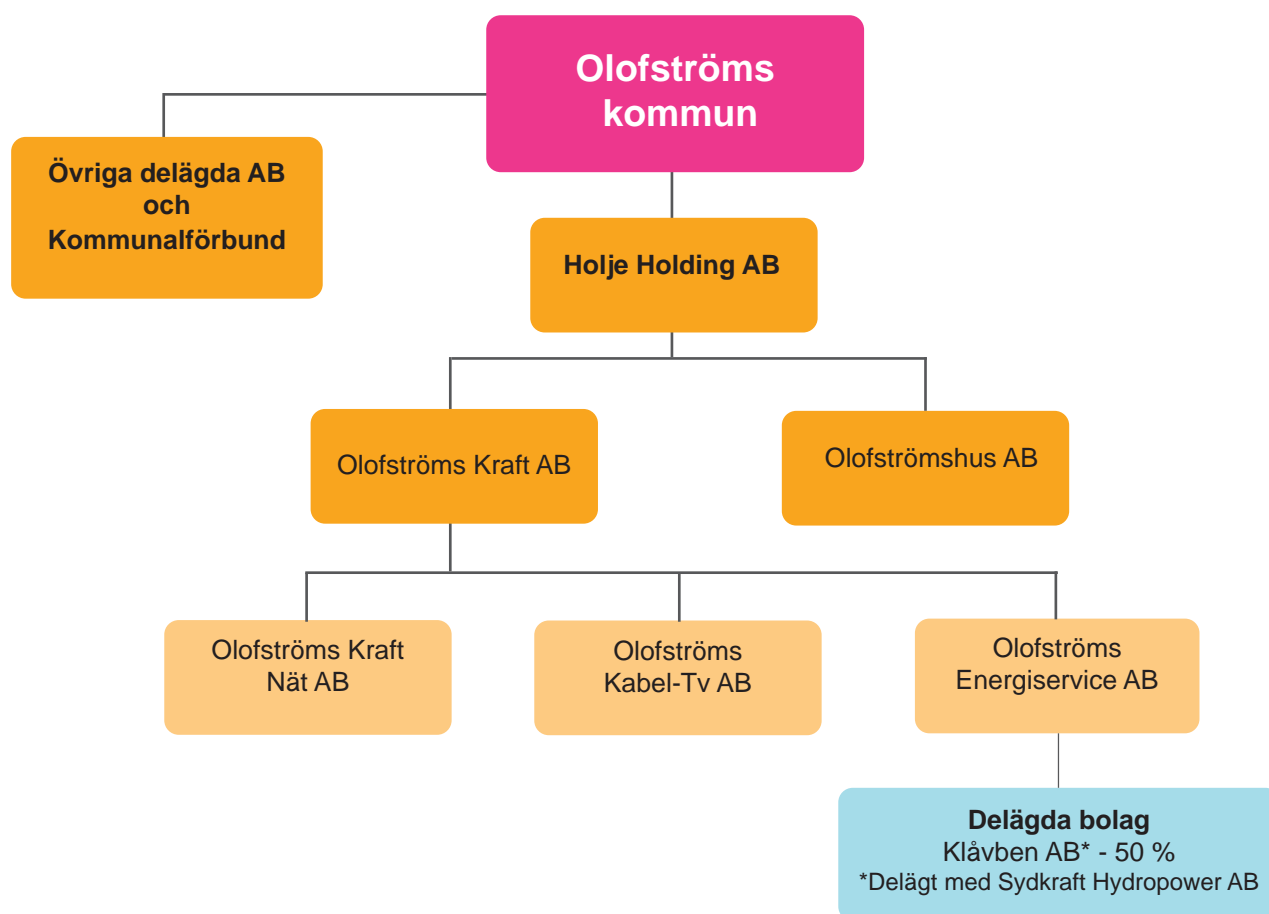 Olofströms
kommun
Övriga delägda AB
och
Kommunalförbund
Holje Holding AB
Olofströms Kraft AB
Olofströmshus AB
Olofströms Kraft
Nät AB
Olofströms
Kabel-Tv AB
Olofströms
Energiservice AB
Delägda bolag
Klåvben AB* - 50 %
*Delägt med Sydkraft Hydropower AB